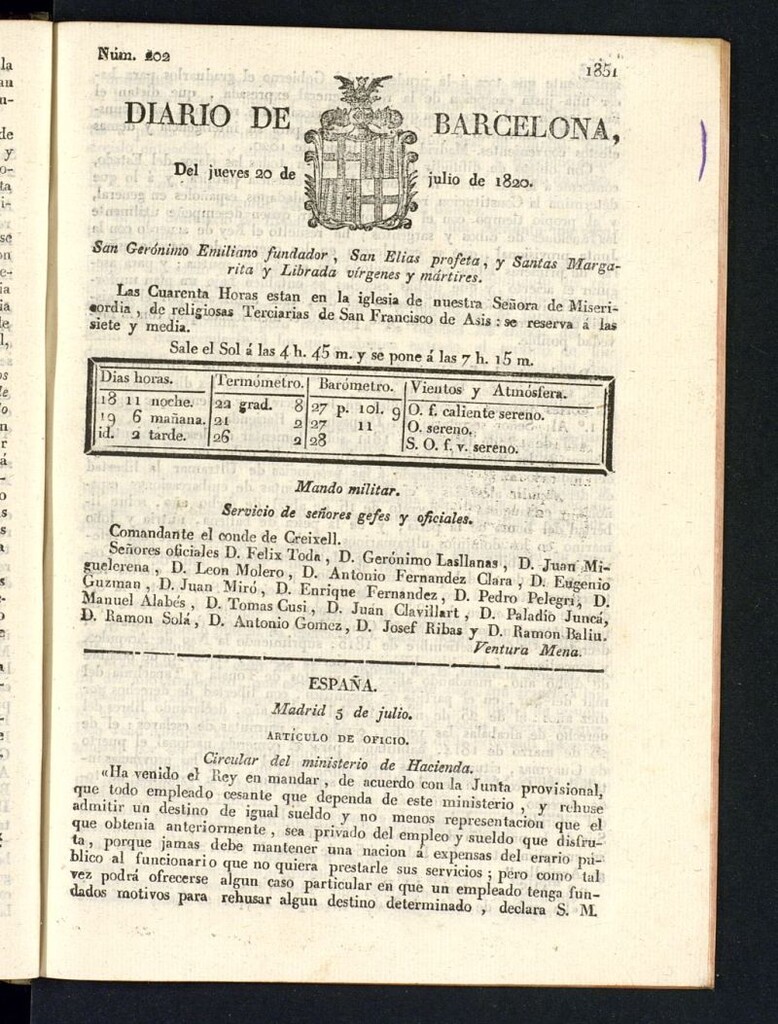 Núm. 202
1851
DIARIO DE BARCELONA,
Del jueves 20 de julio de 1820.
San Gerónimo Emiliano fundador, San Elias profeta, y Santas Marga-
rita y Librada vírgenes y mártires.
Las Cuarenta Horas estan en la iglesia de nuestra Señora de Miseri-
cordia, de religiosas Terciarias de San Francisco de Asis: se reserva á las
siete y media.
Sale el Sol á las 4 h. 45 m. y se pone á las 7 h. 15 m.
Dias horas. Termómetro. Barómetro. Vientos y Atmósfera.
18 11 noche. 22 grad. 8 27 p. 10l. 9 O. f. caliente sereno.
19 6 mañana. 21 2 27 11 O. sereno.
id. 2 tarde. 26 2 28 S. O. f. v. sereno.
Mando militar.
Servicio de señores gefes y oficiales.
Comandante el conde de Creixell.
Señores oficiales D. Felix Toda, D. Gerónimo Lasllanas, D. Juan Mi-
guelerena, D. Leon Molero, D. Antonio Fernandez Clara, D. Eugenio
Guzman, D. Juan Miró, D. Enrique Fernandez, D. Pedro Pelegri, D.
Manuel Alabés, D. Tomas Cusi, D. Juan Clavillart, D. Paladio Juncá,
D. Ramon Solá, D. Antonio Gomez, D. Josef Ribas y D. Ramon Baliu.
Ventura Mena.
ESPAÑA.
Madrid 5 de julio.
ARTÍCULO DE OFICIO.
Circular del ministerio de Hacienda.
«Ha venido el Rey en mandar, de acuerdo con la Junta provisional,
que todo empleado cesante que dependa de este ministerio, y rehuse
admitir un destino de igual sueldo y no menos representacion que el
que obtenia anteriormente, sea privado del empleo y sueldo que disfru-
ta, porque jamas debe mantener una nacion á expensas del erario pú-
blico al funcionario que no quiera prestarle sus servicios; pero como tal
vez podrá ofrecerse algun caso particular en que un empleado tenga fun-
dados motivos para rehusar algun destino determinado, declara S. M.